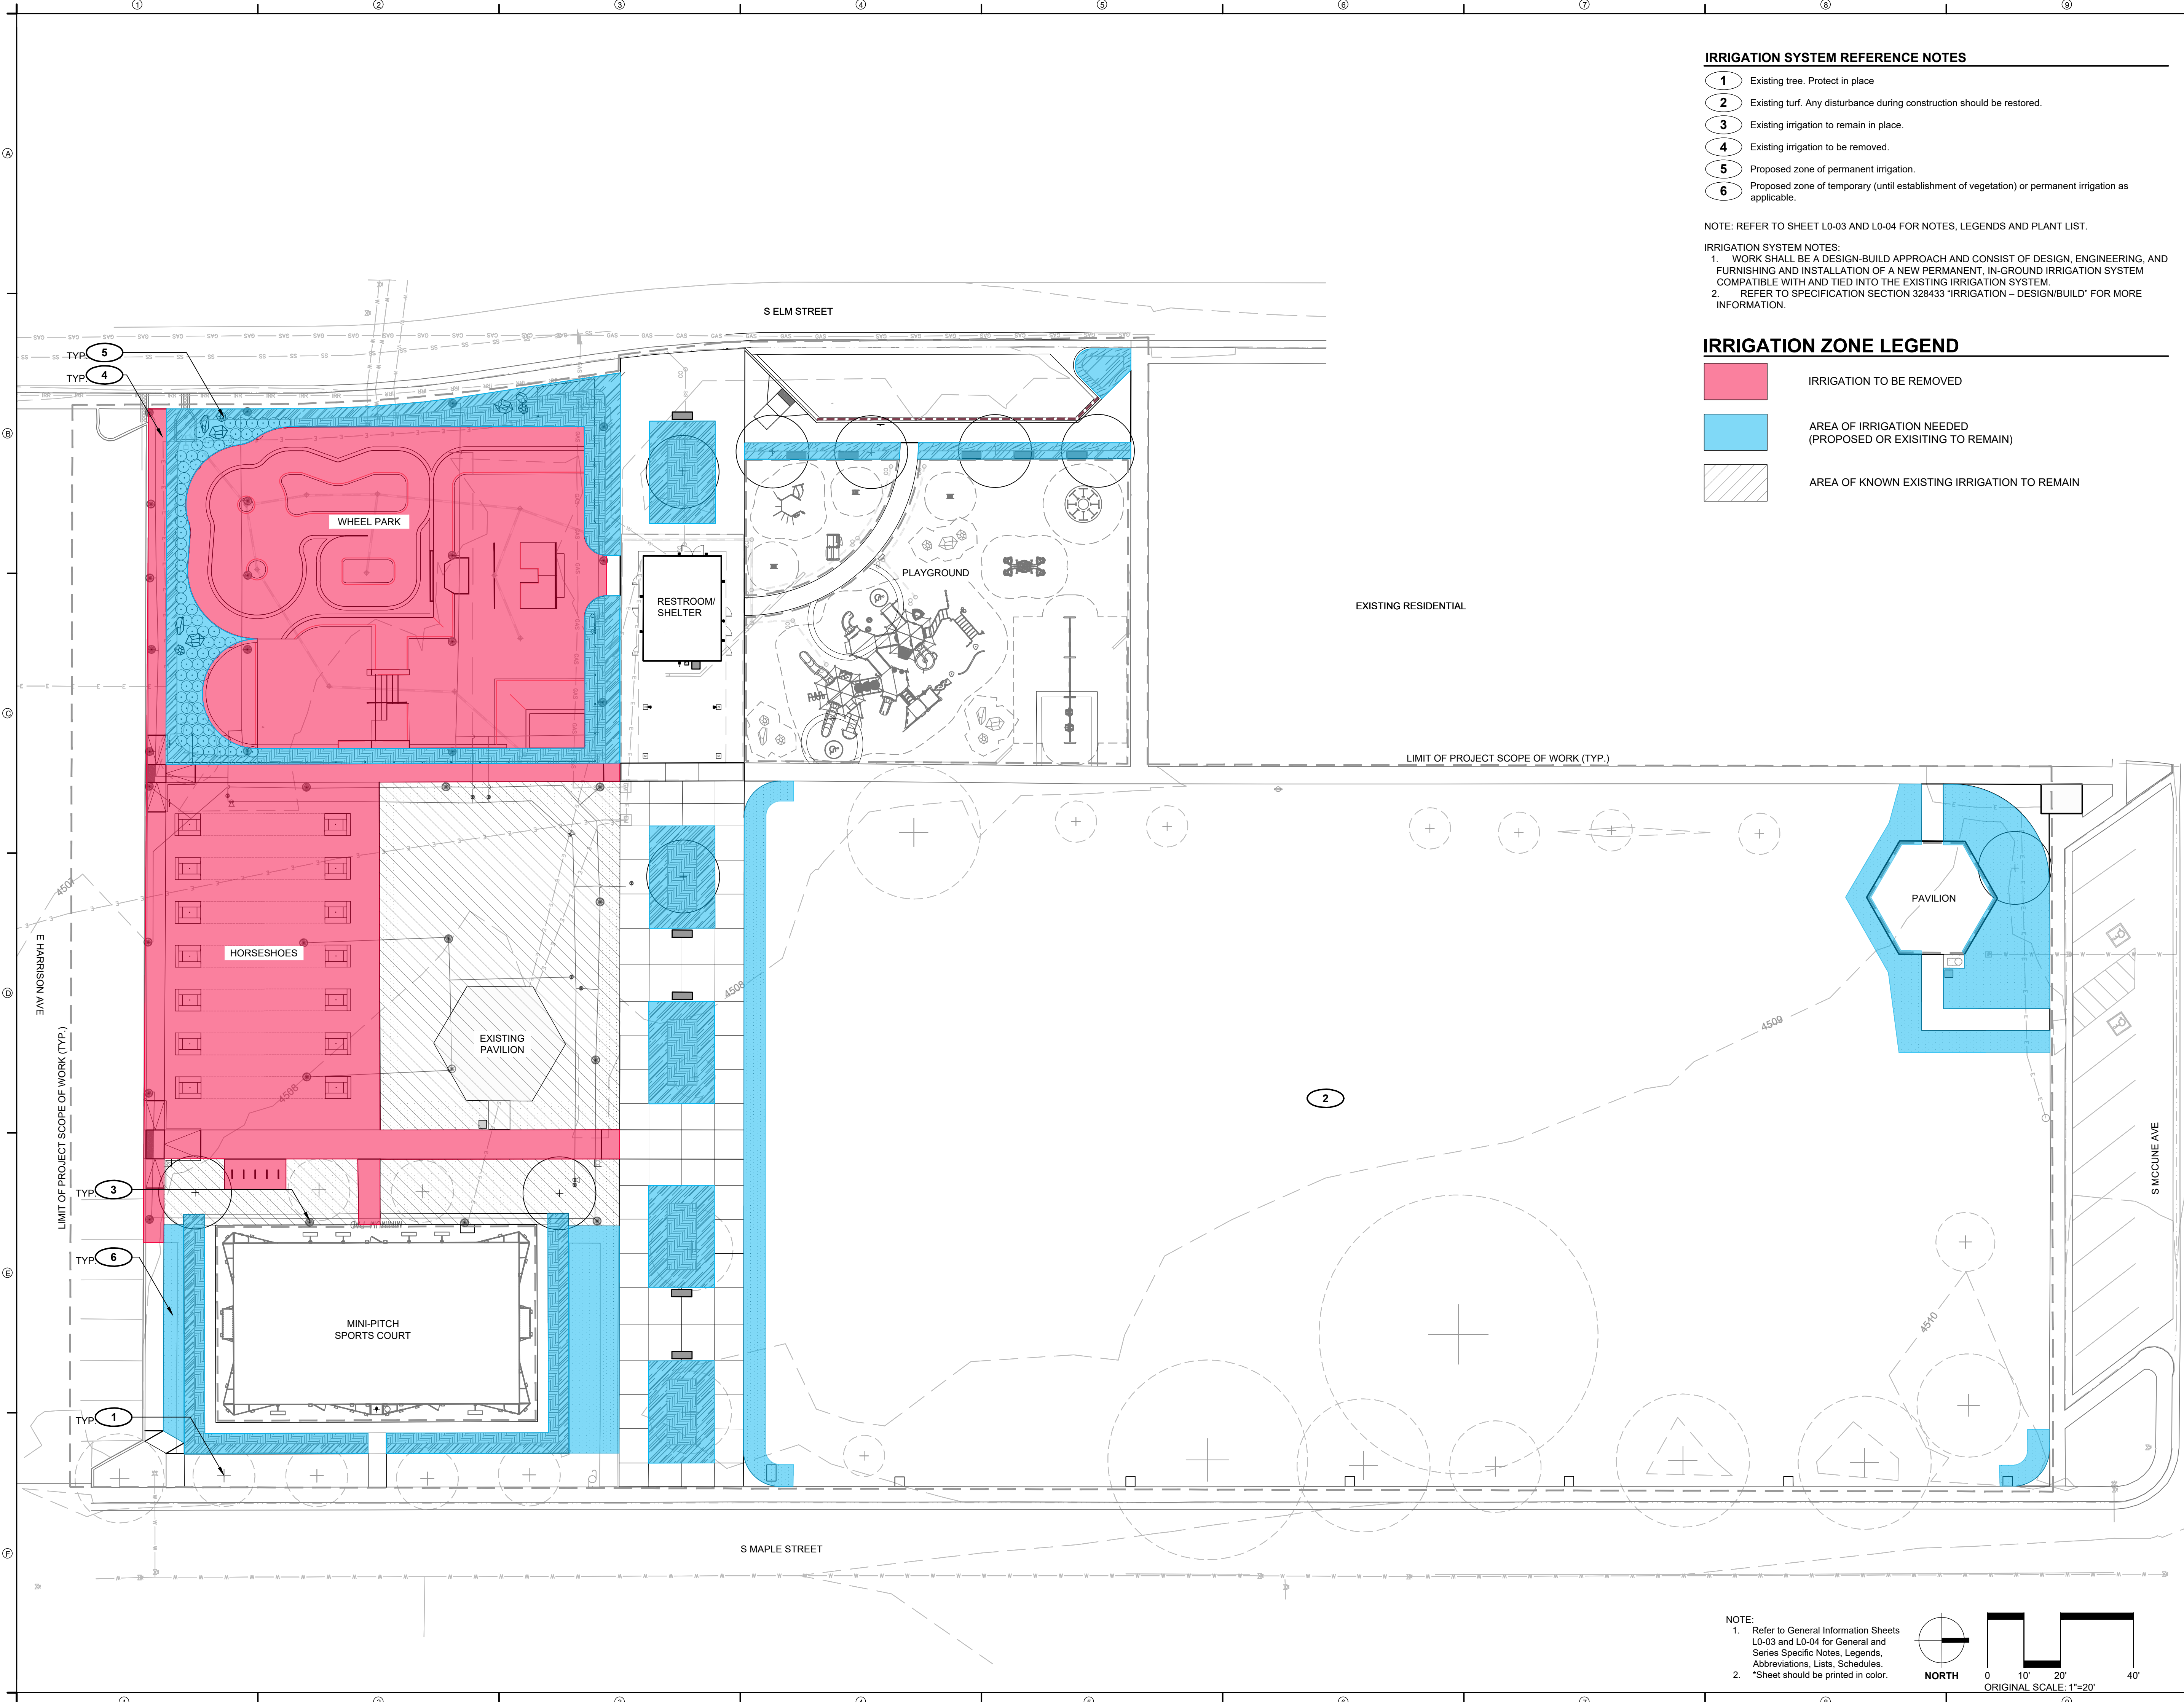 1 2 3 4 5 6 7 8 9
IRRIGATION SYSTEM REFERENCE NOTES
1 Existing tree. Protect in place
2 Existing turf. Any disturbance during construction should be restored.
3 Existing irrigation to remain in place.
4 Existing irrigation to be removed.
5 Proposed zone of permanent irrigation.
6 Proposed zone of temporary (until establishment of vegetation) or permanent irrigation as
applicable.
NOTE: REFER TO SHEET L0-03 AND L0-04 FOR NOTES, LEGENDS AND PLANT LIST.
IRRIGATION SYSTEM NOTES:
1. WORK SHALL BE A DESIGN-BUILD APPROACH AND CONSIST OF DESIGN, ENGINEERING, AND
FURNISHING AND INSTALLATION OF A NEW PERMANENT, IN-GROUND IRRIGATION SYSTEM
COMPATIBLE WITH AND TIED INTO THE EXISTING IRRIGATION SYSTEM.
2. REFER TO SPECIFICATION SECTION 328433 "IRRIGATION – DESIGN/BUILD" FOR MORE
INFORMATION.
IRRIGATION ZONE LEGEND
IRRIGATION TO BE REMOVED
AREA OF IRRIGATION NEEDED
(PROPOSED OR EXISITING TO REMAIN)
AREA OF KNOWN EXISTING IRRIGATION TO REMAIN
A
B
C
D
E
F
S ELM STREET
TYP. 5
TYP. 4
WHEEL PARK
RESTROOM/
SHELTER
PLAYGROUND
EXISTING RESIDENTIAL
LIMIT OF PROJECT SCOPE OF WORK (TYP.)
PAVILION
4507
E HARRISON AVE
HORSESHOES
4508
4509
EXISTING
PAVILION
4508
2
LIMIT OF PROJECT SCOPE OF WORK (TYP.)
S MCCUNE AVE
TYP. 3
TYP. 6
MINI-PITCH
SPORTS COURT
4510
TYP. 1
S MAPLE STREET
NOTE:
1. Refer to General Information Sheets
L0-03 and L0-04 for General and
Series Specific Notes, Legends,
Abbreviations, Lists, Schedules.
2. *Sheet should be printed in color.
NORTH
0 10' 20' 40'
ORIGINAL SCALE: 1"=20'